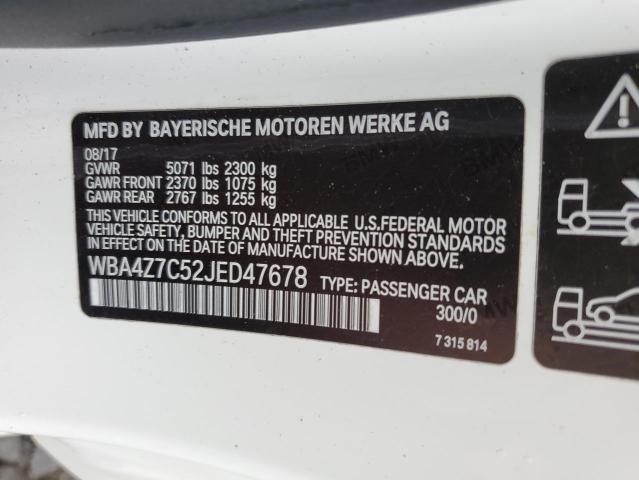 MFD BY BAYERISCHE MOTOREN WERKE AG
08/17
GVWR 5071 lbs 2300 kg
GAWR FRONT 2370 lbs 1075 kg
GAWR REAR 2767 lbs 1255 kg
THIS VEHICLE CONFORMS TO ALL APPLICABLE U.S.FEDERAL MOTOR
VEHICLE SAFETY, BUMPER AND THEFT PREVENTION STANDARDS
IN EFFECT ON THE DATE OF MANUFACTURE SHOWN ABOVE.
WBA4Z7C52JED47678 TYPE: PASSENGER CAR
300/0
7 315 814